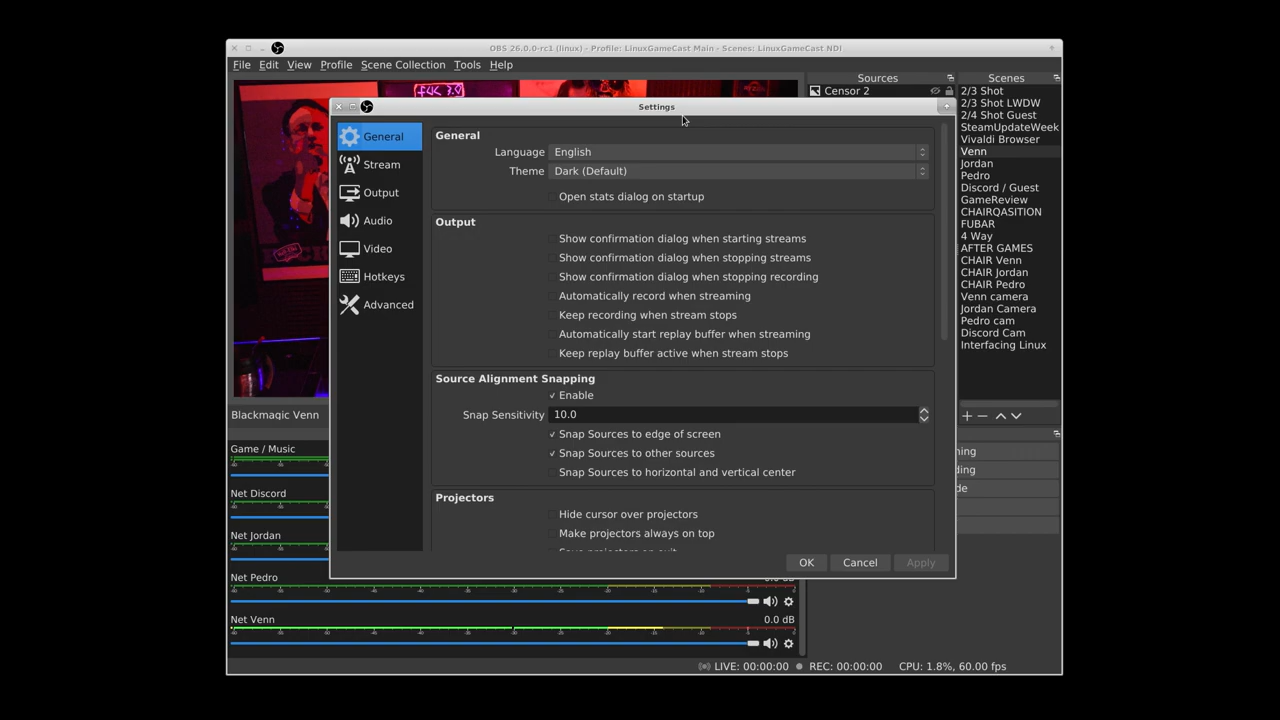 OBS 26.0.0-rc1 (linux) - Profile: LinuxGameCast Main - Scenes: LinuxGameCast NDI
File Edit View Profile Scene Collection Tools Help
Sources
Censor 2
Scenes
2/3 Shot
2/3 Shot LWDW
2/4 Shot Guest
SteamUpdateWeek
Vivaldi Browser
Venn
Jordan
Pedro
Discord / Guest
GameReview
CHAIRQASITION
FUBAR
4 Way
AFTER GAMES
CHAIR Venn
CHAIR Jordan
CHAIR Pedro
Venn camera
Jordan Camera
Pedro cam
Discord Cam
Interfacing Linux
Settings
General
Stream
Output
Audio
Video
Hotkeys
Advanced
General
Language English
Theme Dark (Default)
Open stats dialog on startup
Output
Show confirmation dialog when starting streams
Show confirmation dialog when stopping streams
Show confirmation dialog when stopping recording
Automatically record when streaming
Keep recording when stream stops
Automatically start replay buffer when streaming
Keep replay buffer active when stream stops
Source Alignment Snapping
Enable
Snap Sensitivity 10.0
Snap Sources to edge of screen
Snap Sources to other sources
Snap Sources to horizontal and vertical center
Projectors
Hide cursor over projectors
Make projectors always on top
OK Cancel Apply
Blackmagic Venn
Game / Music
Net Discord
Net Jordan
Net Pedro 0.0 dB
Net Venn 0.0 dB
LIVE: 00:00:00 REC: 00:00:00 CPU: 1.8%, 60.00 fps